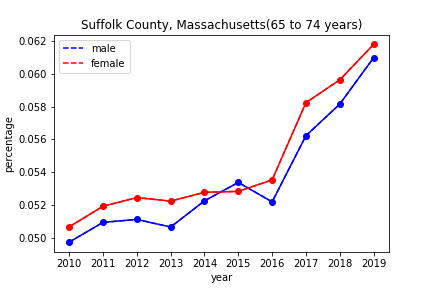 Suffolk County, Massachusetts(65 to 74 years)
male
female
percentage
0.062
0.060
0.058
0.056
0.054
0.052
0.050
2010 2011 2012 2013 2014 2015 2016 2017 2018 2019
year